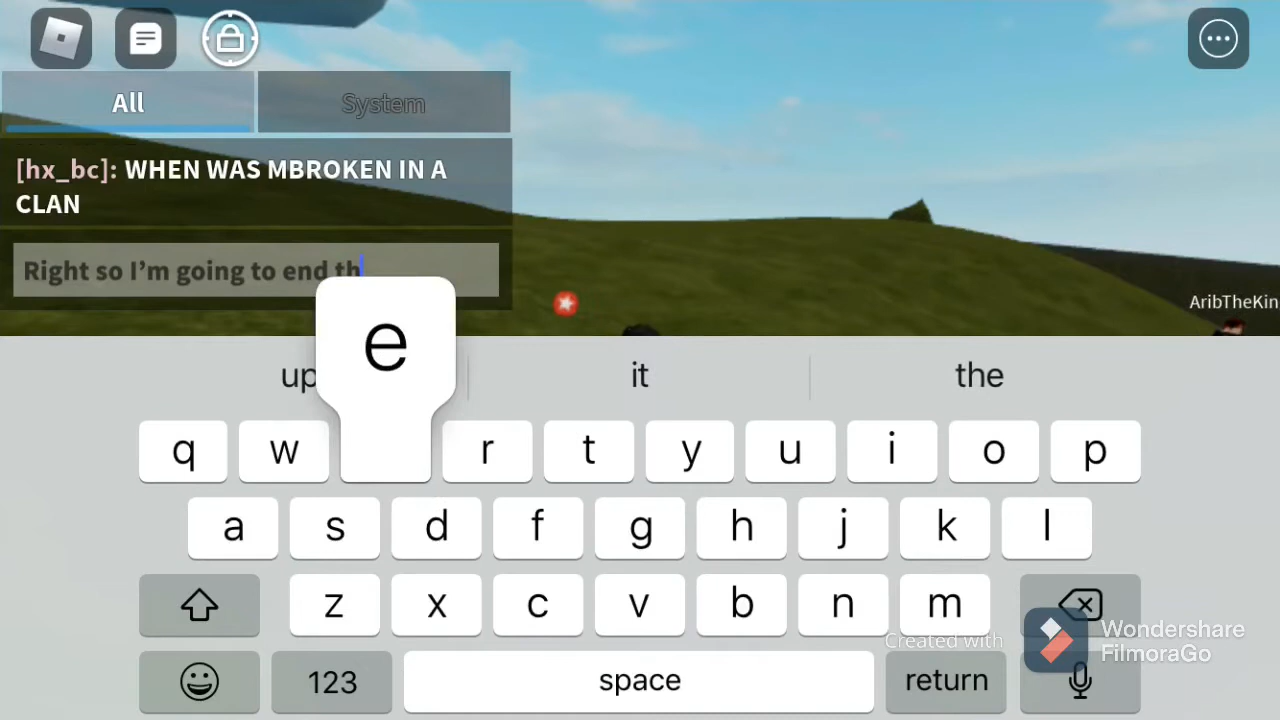 All
System
[hx_bc]: WHEN WAS MBROKEN IN A
CLAN
Right so I'm going to end th
AribTheKin
e
up
it
the
q w r t y u i o p
a s d f g h j k l
z x c v b n m
Created with
Wondershare
FilmoraGo
123
space
return